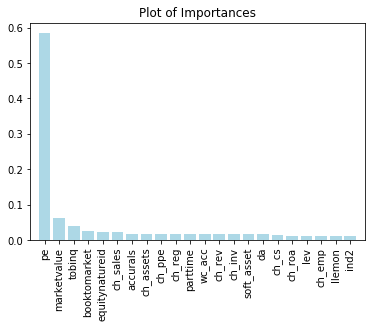 Plot of Importances
0.6
0.5
0.4
0.3
0.2
0.1
0.0
pe
marketvalue
tobinq
booktomarket
equitynatureid
ch_sales
accurals
ch_assets
ch_ppe
ch_reg
parttime
wc_acc
ch_rev
ch_inv
soft_asset
da
ch_cs
ch_roa
lev
ch_emp
llemon
ind2